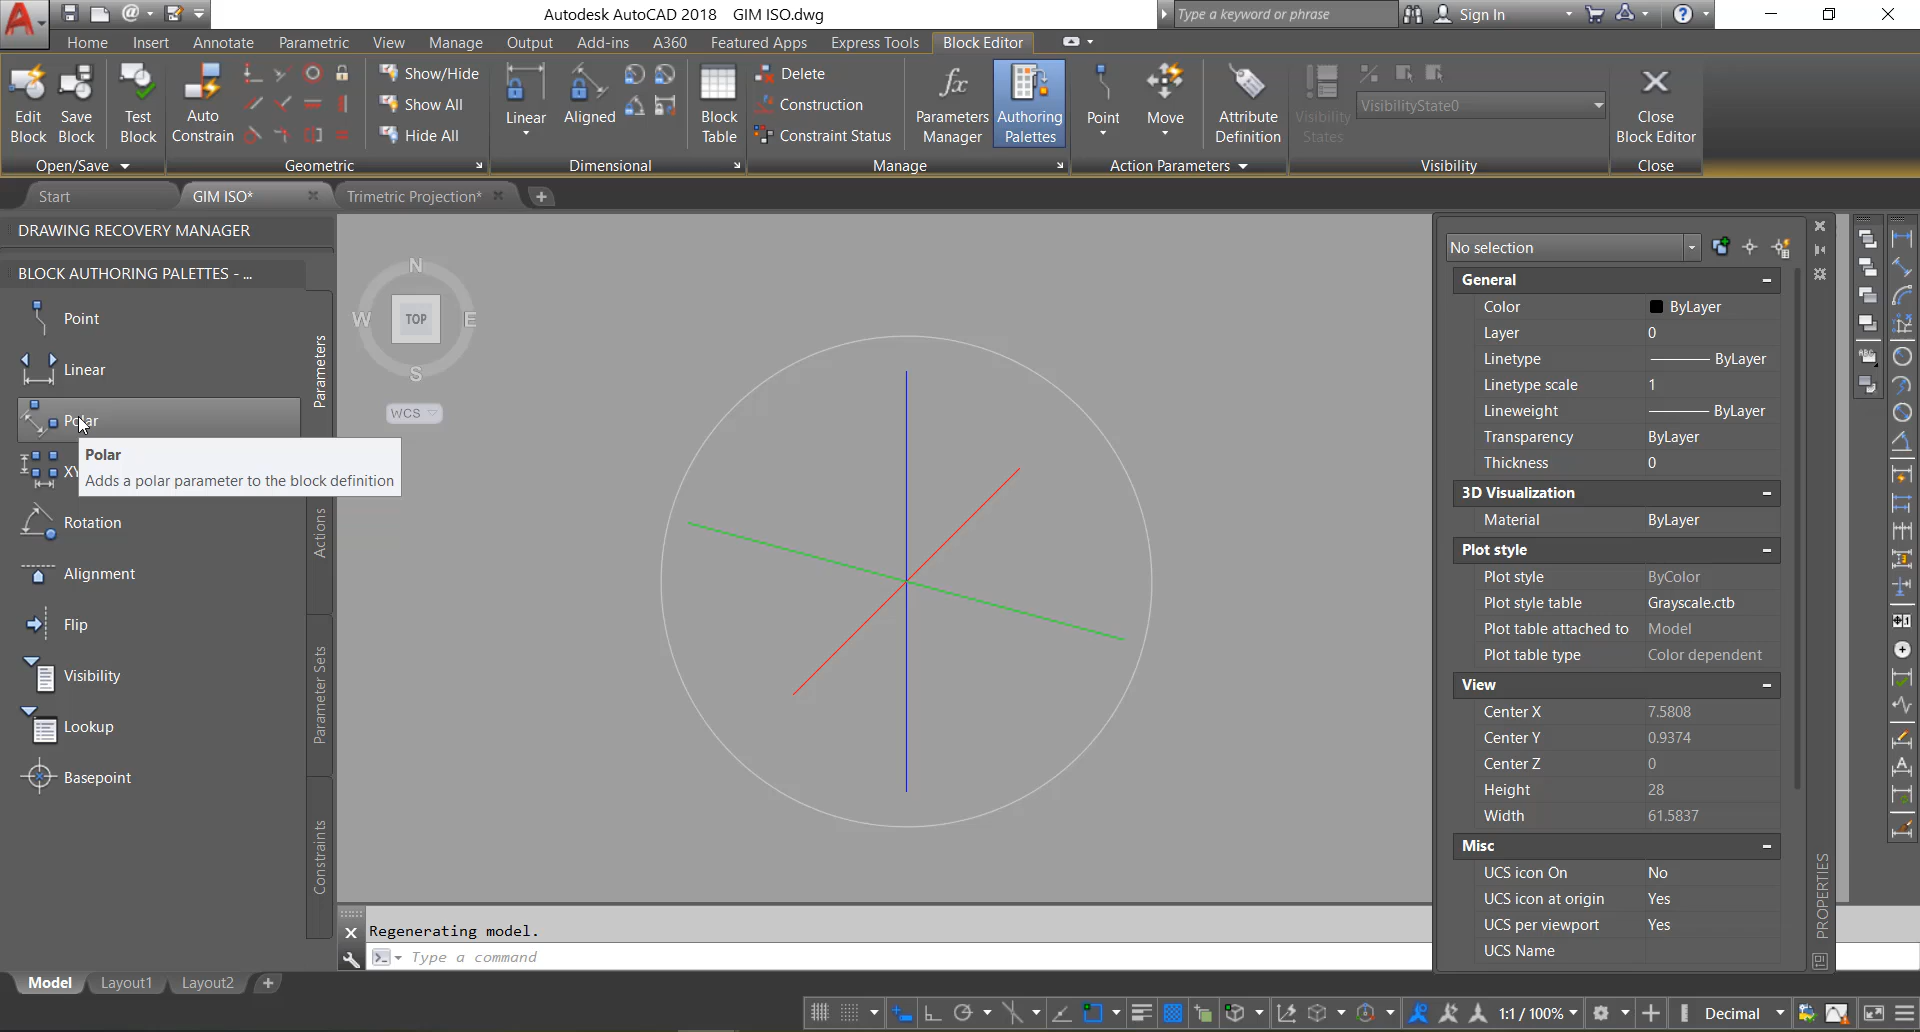 Autodesk AutoCAD 2018 GIM ISO.dwg
Type a keyword or phrase
Sign In
Home Insert Annotate Parametric View Manage Output Add-ins A360 Featured Apps Express Tools Block Editor
Edit Block
Save Block
Test Block
Auto Constrain
Show/Hide
Show All
Hide All
Linear
Aligned
Block Table
Delete
Construction
Constraint Status
Parameters Manager
Authoring Palettes
Point
Move
Attribute Definition
Visibility States
VisibilityState0
Close Block Editor
Open/Save
Geometric
Dimensional
Manage
Action Parameters
Visibility
Close
Start
GIM ISO*
Trimetric Projection*
DRAWING RECOVERY MANAGER
BLOCK AUTHORING PALETTES - ...
Point
Linear
Polar
XY
Polar
Adds a polar parameter to the block definition
Rotation
Alignment
Flip
Visibility
Lookup
Basepoint
Parameters
Actions
Parameter Sets
Constraints
N
W TOP E
S
WCS
No selection
General
Color ByLayer
Layer 0
Linetype ByLayer
Linetype scale 1
Lineweight ByLayer
Transparency ByLayer
Thickness 0
3D Visualization
Material ByLayer
Plot style
Plot style ByColor
Plot style table Grayscale.ctb
Plot table attached to Model
Plot table type Color dependent
View
Center X 7.5808
Center Y 0.9374
Center Z 0
Height 28
Width 61.5837
Misc
UCS icon On No
UCS icon at origin Yes
UCS per viewport Yes
UCS Name
PROPERTIES
ABC
Regenerating model.
Type a command
Model Layout1 Layout2
1:1 / 100%
Decimal